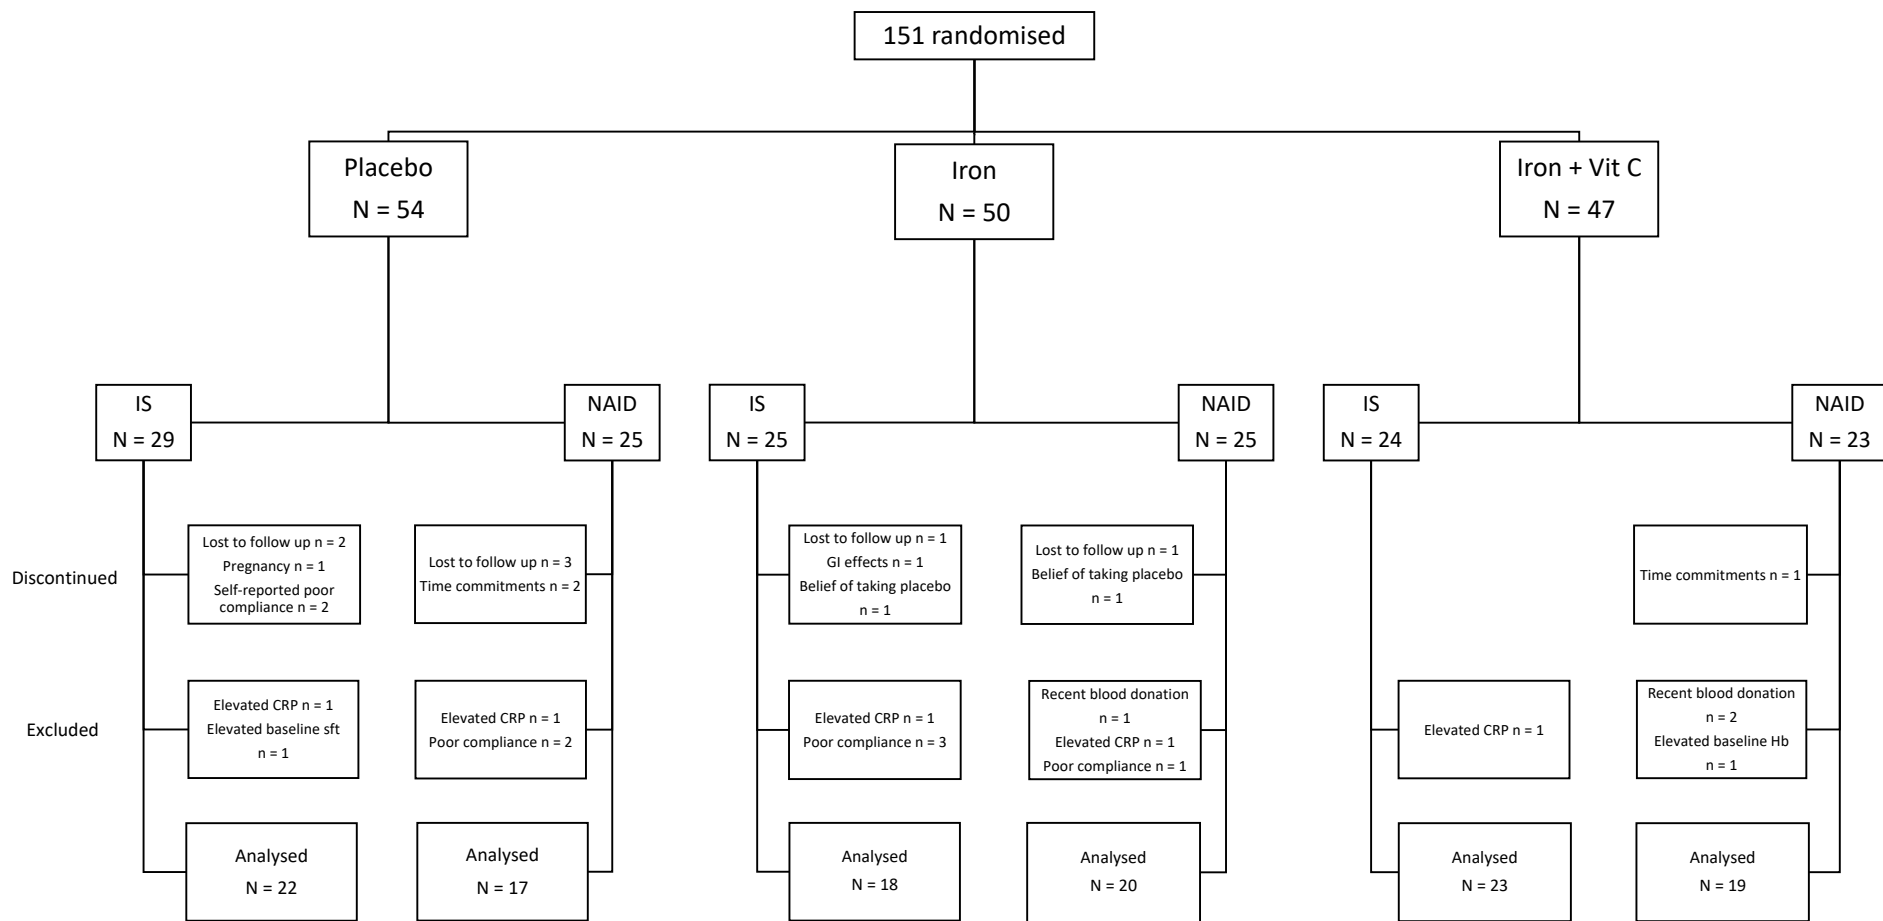 151 randomised
Placebo
N = 54
Iron
N = 50
Iron + Vit C
N = 47
IS
N = 29
NAID
N = 25
IS
N = 25
NAID
N = 25
IS
N = 24
NAID
N = 23
Discontinued
Lost to follow up n = 2
Pregnancy n = 1
Self-reported poor
compliance n = 2
Lost to follow up n = 3
Time commitments n = 2
Lost to follow up n = 1
GI effects n = 1
Belief of taking placebo
n = 1
Lost to follow up n = 1
Belief of taking placebo
n = 1
Time commitments n = 1
Excluded
Elevated CRP n = 1
Elevated baseline sft
n = 1
Elevated CRP n = 1
Poor compliance n = 2
Elevated CRP n = 1
Poor compliance n = 3
Recent blood donation
n = 1
Elevated CRP n = 1
Poor compliance n = 1
Elevated CRP n = 1
Recent blood donation
n = 2
Elevated baseline Hb
n = 1
Analysed
N = 22
Analysed
N = 17
Analysed
N = 18
Analysed
N = 20
Analysed
N = 23
Analysed
N = 19